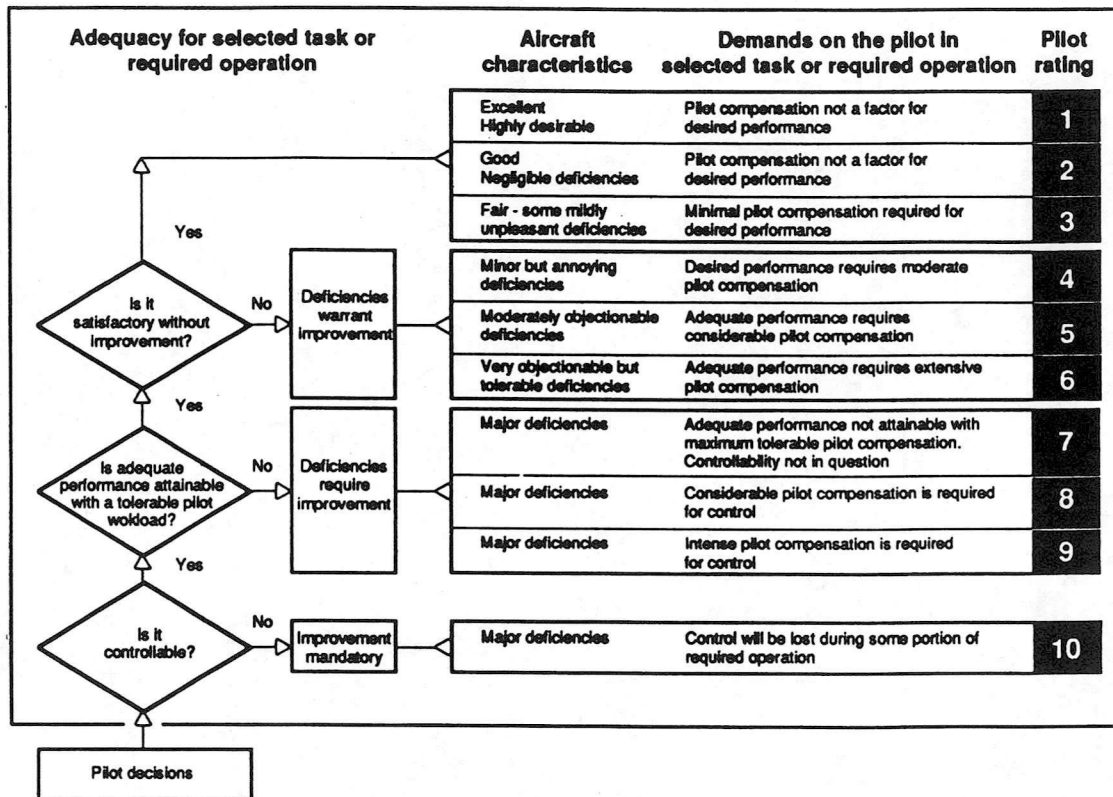 Adequacy for selected task or
required operation
Aircraft
characteristics
Demands on the pilot in
selected task or required operation
Pilot
rating
Excellent
Highly desirable
Pilot compensation not a factor for
desired performance
1
Good
Negligible deficiencies
Pilot compensation not a factor for
desired performance
2
Fair - some mildly
unpleasant deficiencies
Minimal pilot compensation required for
desired performance
3
Yes
Is it
satisfactory without
improvement?
No
Deficiencies
warrant
improvement
Minor but annoying
deficiencies
Desired performance requires moderate
pilot compensation
4
Moderately objectionable
deficiencies
Adequate performance requires
considerable pilot compensation
5
Very objectionable but
tolerable deficiencies
Adequate performance requires extensive
pilot compensation
6
Yes
Is adequate
performance attainable
with a tolerable pilot
wokload?
No
Deficiencies
require
improvement
Major deficiencies
Adequate performance not attainable with
maximum tolerable pilot compensation.
Controllability not in question
7
Major deficiencies
Considerable pilot compensation is required
for control
8
Major deficiencies
Intense pilot compensation is required
for control
9
Yes
Is it
controllable?
No
Improvement
mandatory
Major deficiencies
Control will be lost during some portion of
required operation
10
Pilot decisions